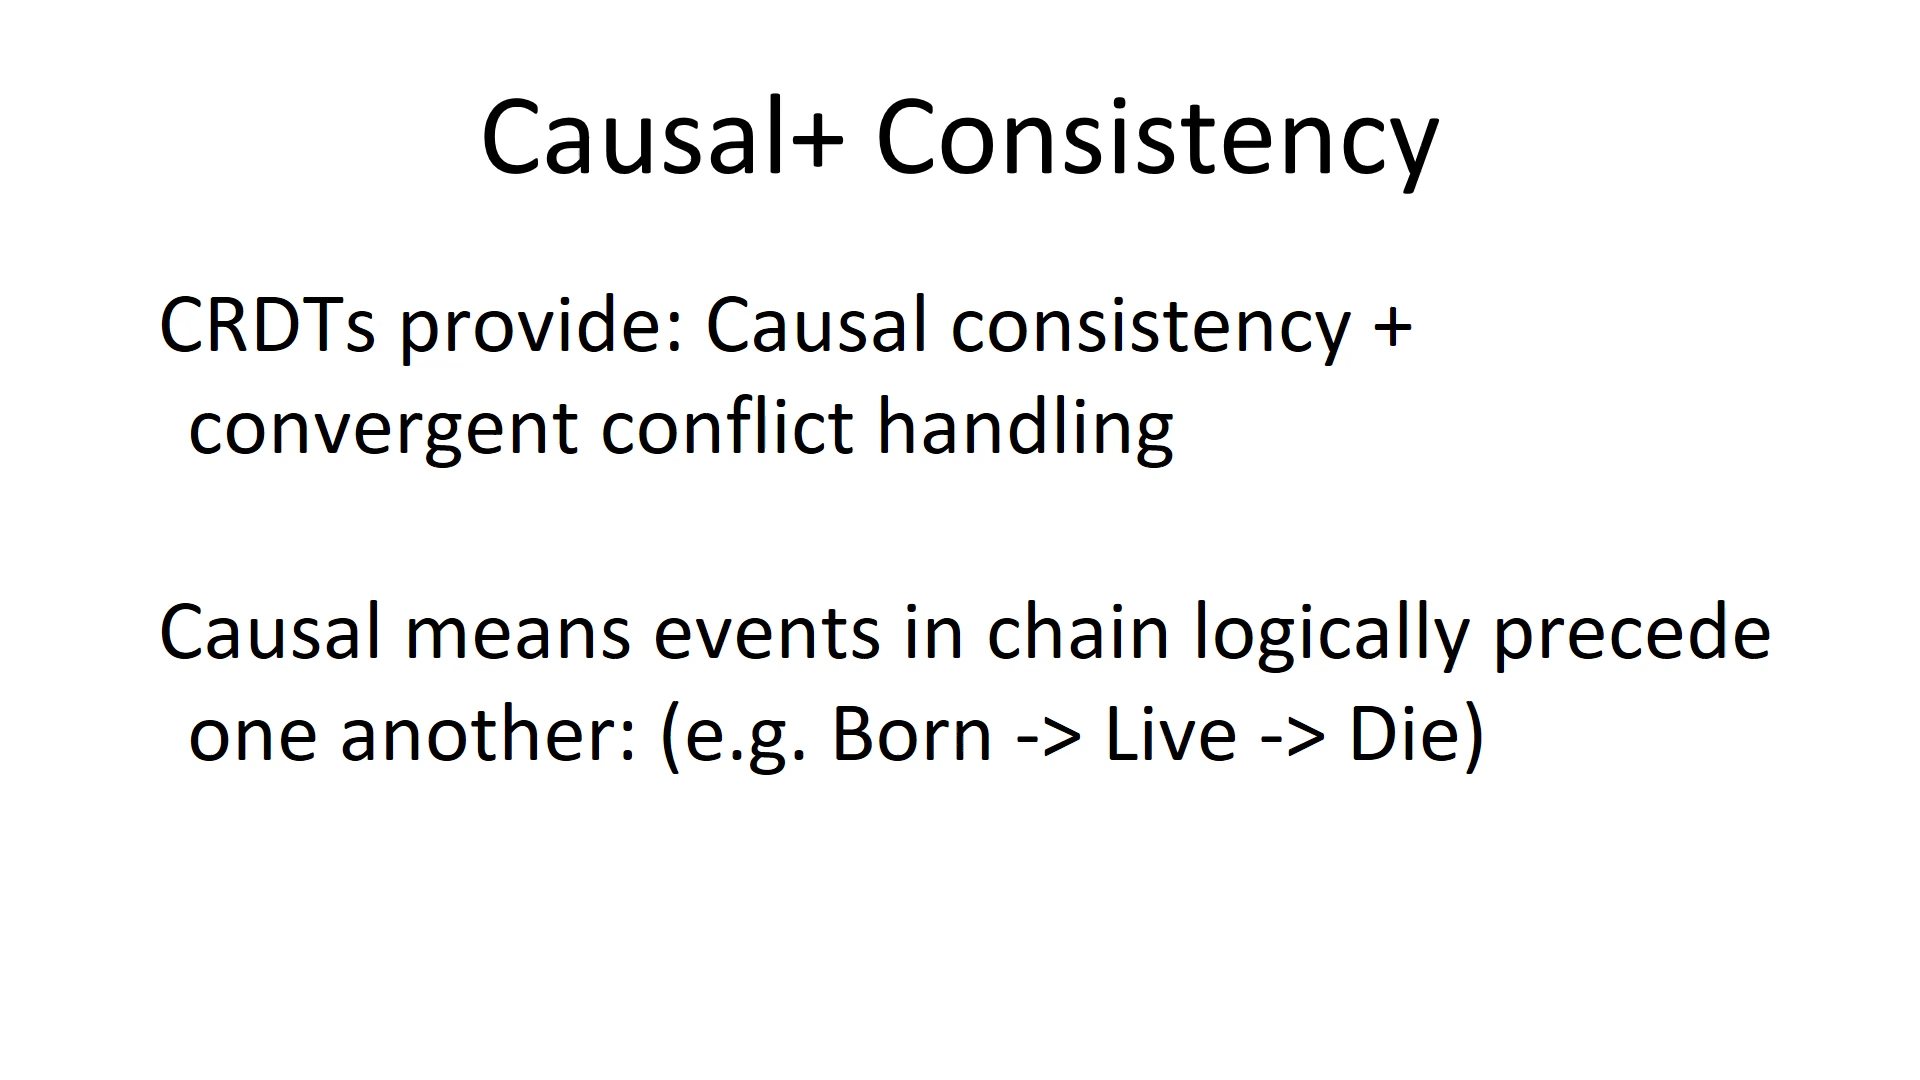 Causal+ Consistency
CRDTs provide: Causal consistency +
convergent conflict handling
Causal means events in chain logically precede
one another: (e.g. Born -> Live -> Die)